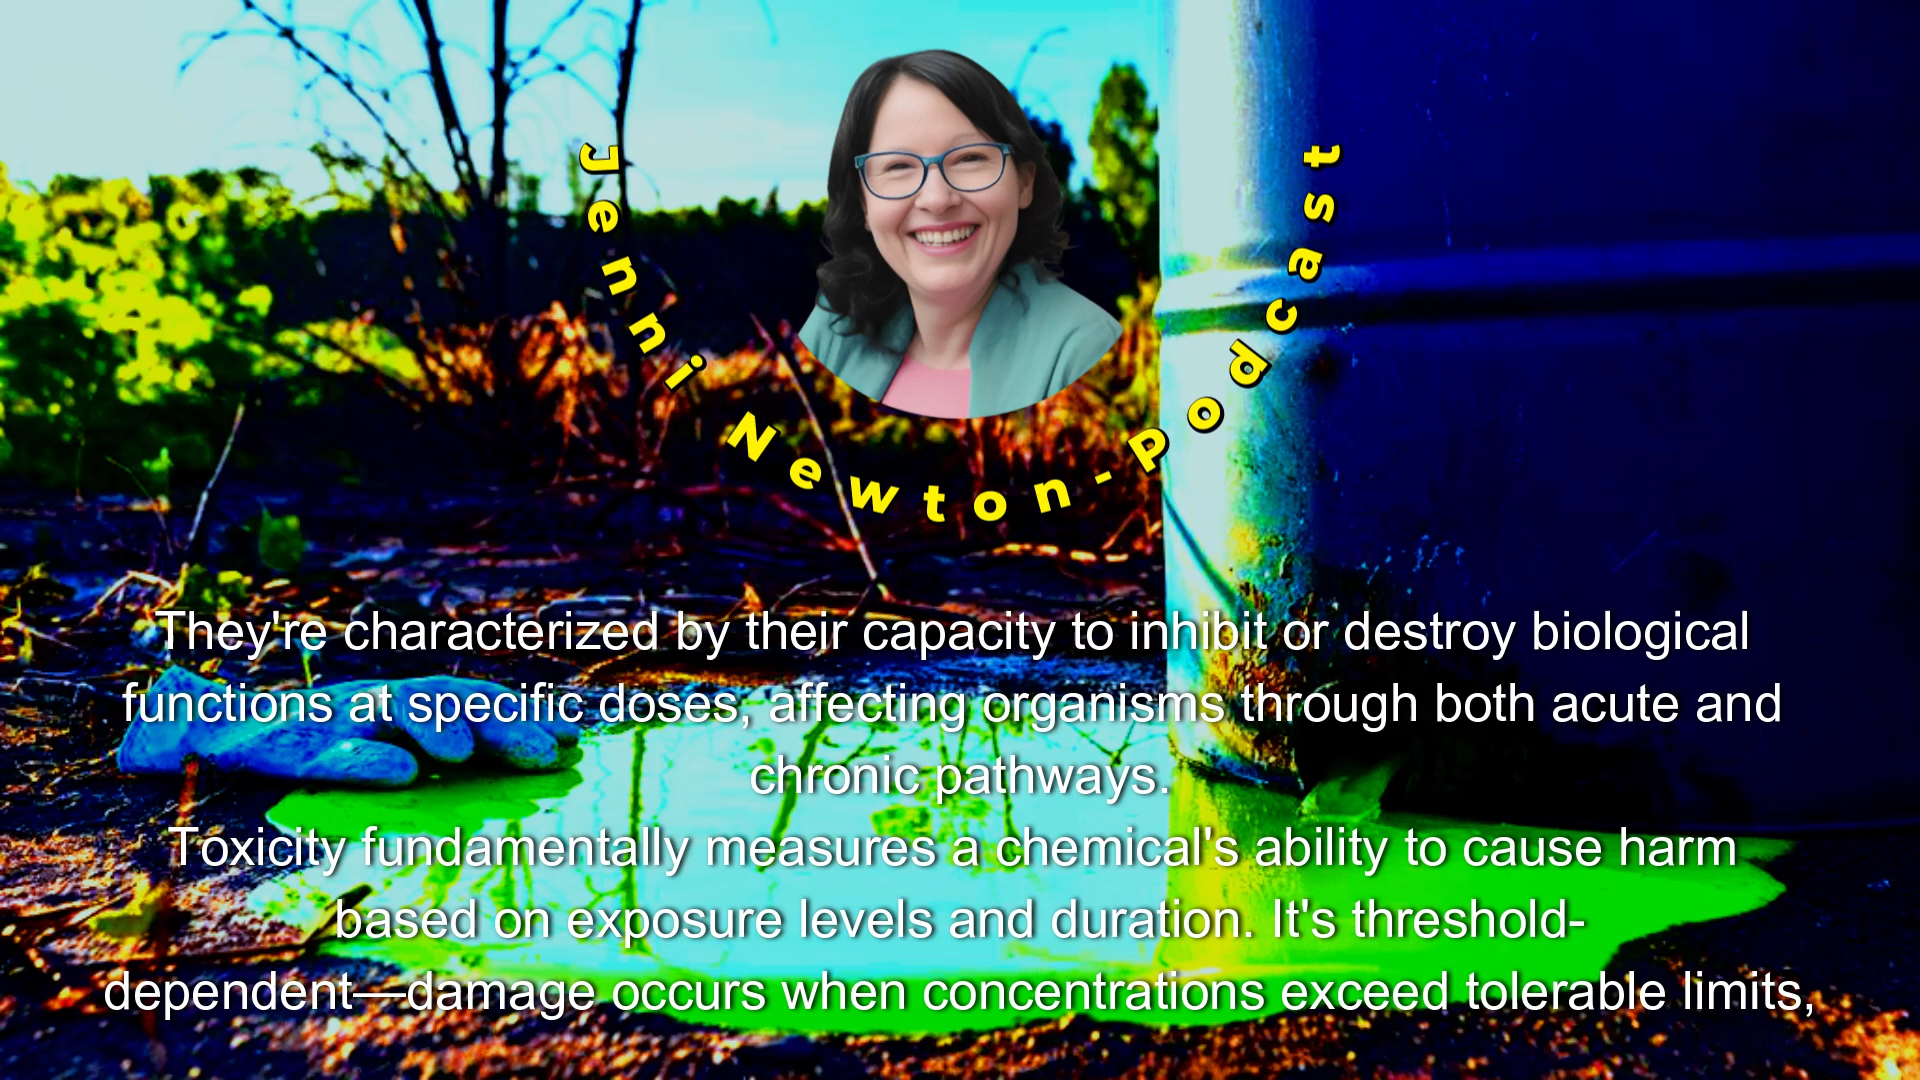 Jenni Newton-Podcast
They're characterized by their capacity to inhibit or destroy biological
functions at specific doses, affecting organisms through both acute and
chronic pathways.
Toxicity fundamentally measures a chemical's ability to cause harm
based on exposure levels and duration. It's threshold-
dependent—damage occurs when concentrations exceed tolerable limits,